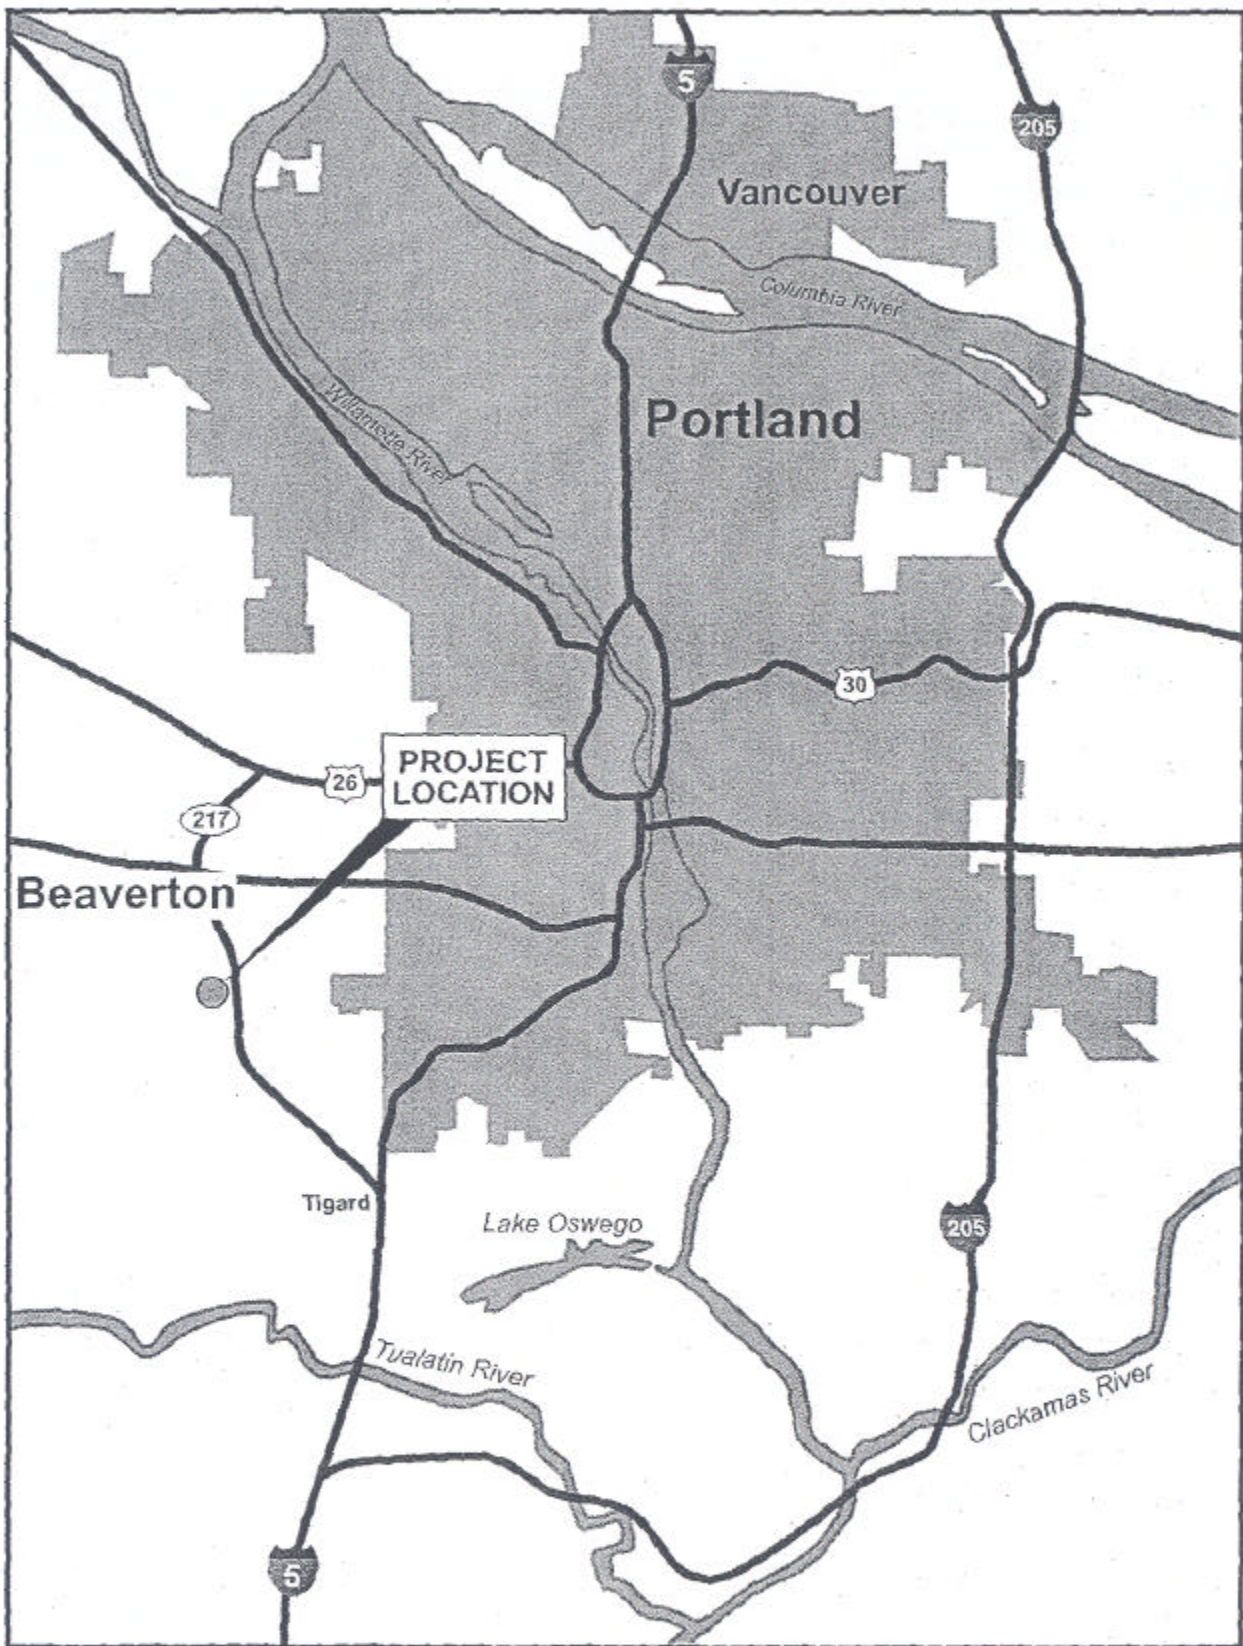 5
205
Vancouver
Columbia River
Portland
Willamette River
30
PROJECT
LOCATION
26
217
Beaverton
Tigard
Lake Oswego
205
Tualatin River
Clackamas River
5